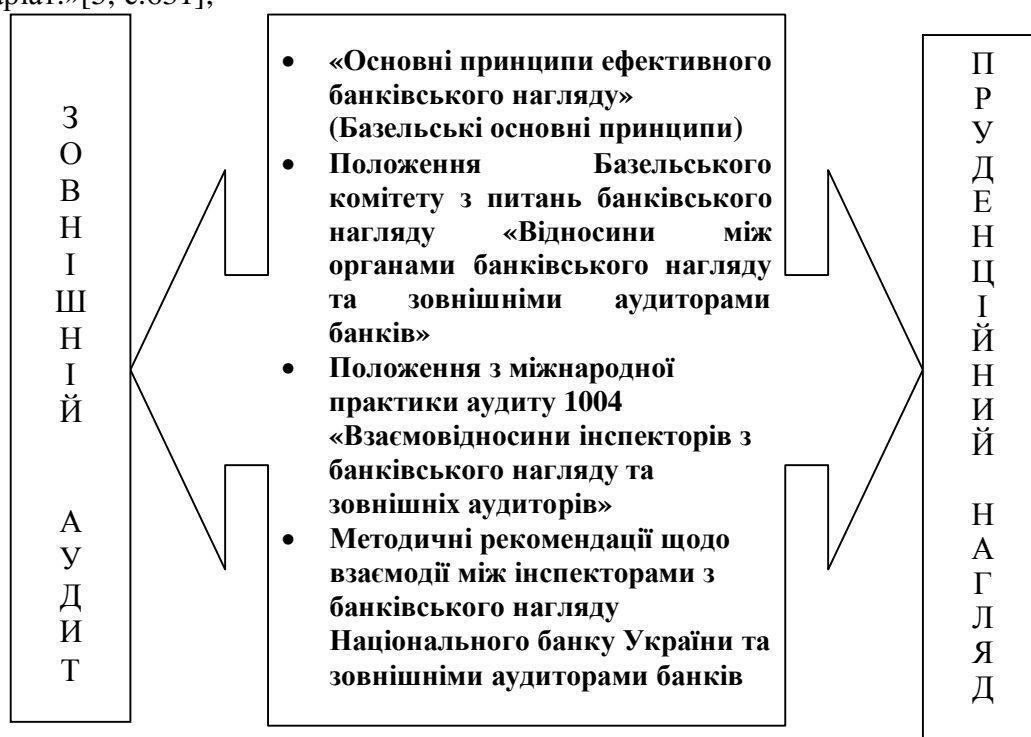 [5, с.631];
ЗОВНІШНІЙ АУДИТ
• «Основні принципи ефективного
банківського нагляду»
(Базельські основні принципи)
• Положення Базельського
комітету з питань банківського
нагляду «Відносини між
органами банківського нагляду
та зовнішніми аудиторами
банків»
• Положення з міжнародної
практики аудиту 1004
«Взаємовідносини інспекторів з
банківського нагляду та
зовнішніх аудиторів»
• Методичні рекомендації щодо
взаємодії між інспекторами з
банківського нагляду
Національного банку України та
зовнішніми аудиторами банків
ПРУДЕНЦІЙНИЙ НАГЛЯД